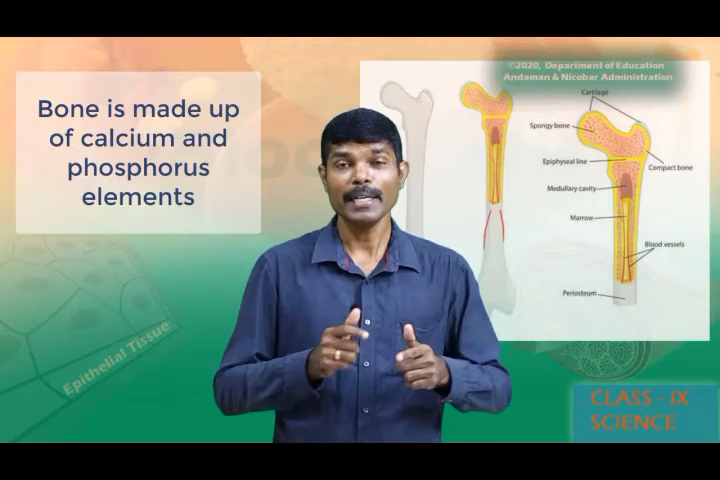 Bone is made up
of calcium and
phosphorus
elements
©2020, Department of Education
Andaman & Nicobar Administration
Cartilage
Spongy bone
Compact bone
Epiphyseal line
Medullary cavity
Marrow
Blood vessels
Periosteum
Epithelial Tissue
CLASS - IX
SCIENCE